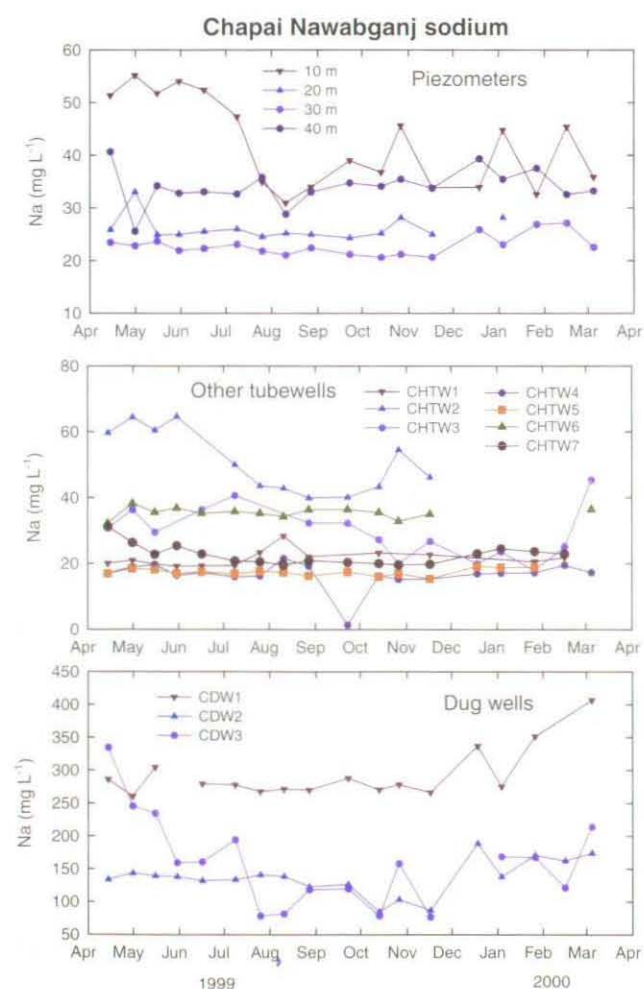 Chapai Nawabganj sodium
60
50
40
30
20
10
Na (mg L⁻¹)
10 m
20 m
30 m
40 m
Piezometers
Apr May Jun Jul Aug Sep Oct Nov Dec Jan Feb Mar Apr
80
60
40
20
0
Na (mg L⁻¹)
Other tubewells
CHTW1
CHTW2
CHTW3
CHTW4
CHTW5
CHTW6
CHTW7
Apr May Jun Jul Aug Sep Oct Nov Dec Jan Feb Mar Apr
450
400
350
300
250
200
150
100
50
Na (mg L⁻¹)
CDW1
CDW2
CDW3
Dug wells
Apr May Jun Jul Aug Sep Oct Nov Dec Jan Feb Mar Apr
1999 2000